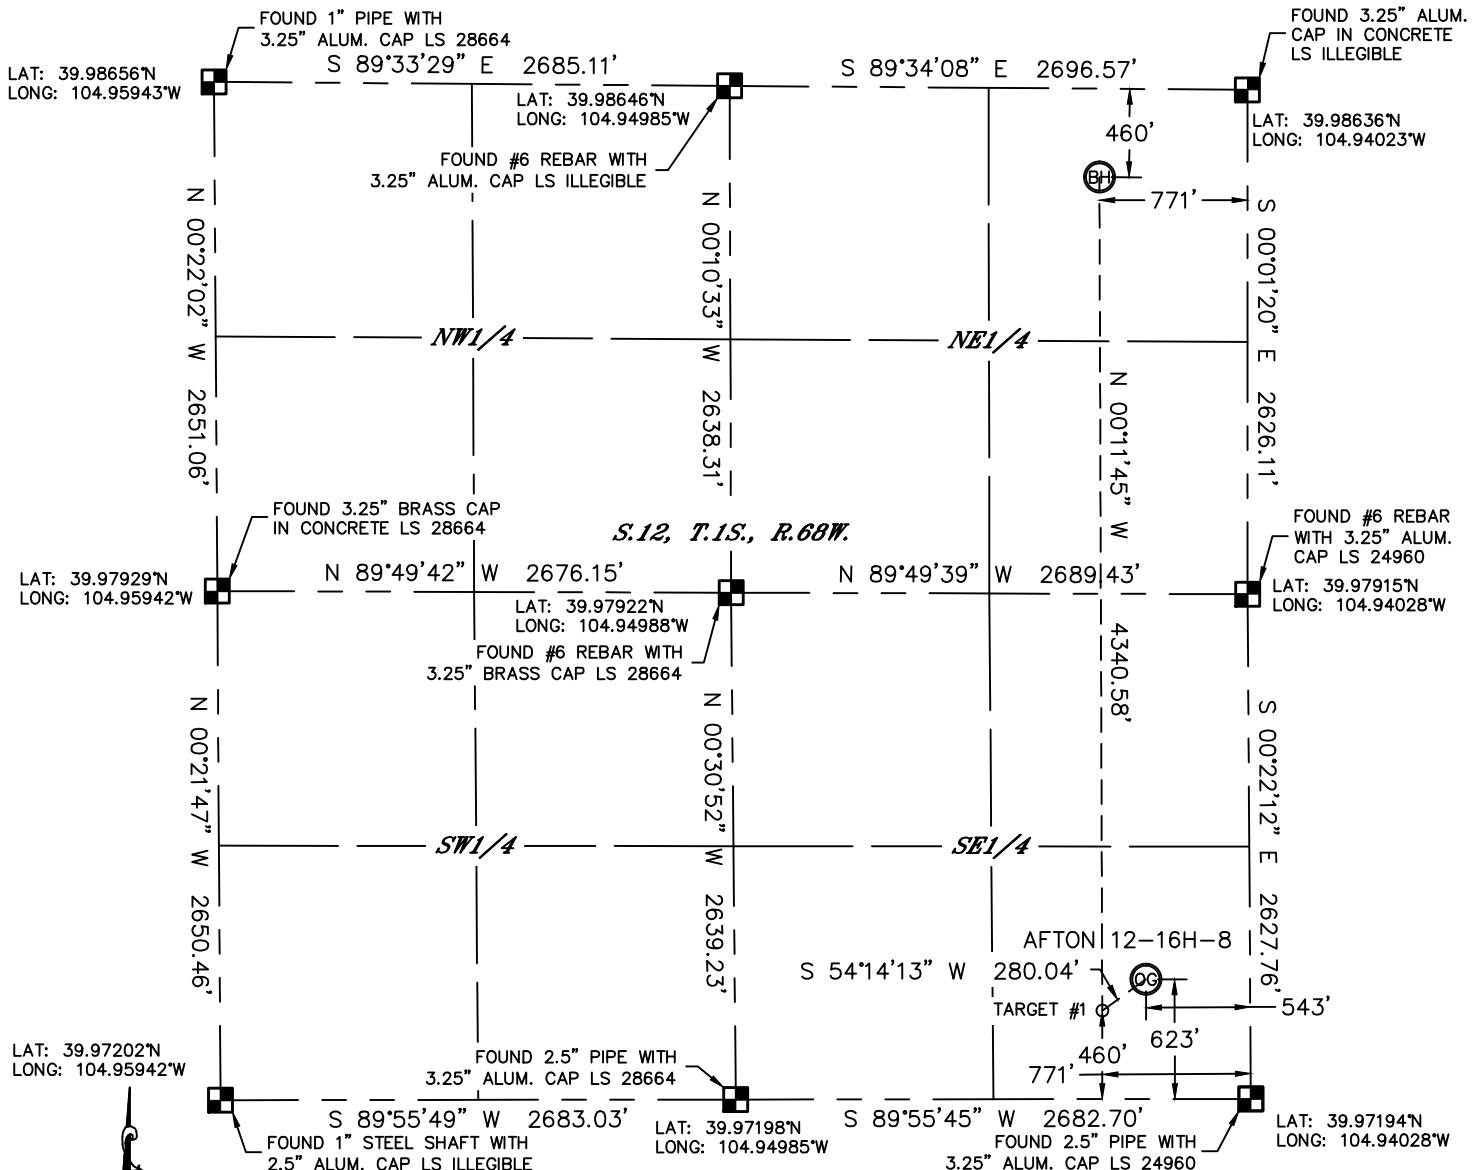 FOUND 1" PIPE WITH
3.25" ALUM. CAP LS 28664
FOUND 3.25" ALUM.
CAP IN CONCRETE
LS ILLEGIBLE
LAT: 39.98656°N
LONG: 104.95943°W
S 89°33'29" E 2685.11'
S 89°34'08" E 2696.57'
LAT: 39.98646°N
LONG: 104.94985°W
LAT: 39.98636°N
LONG: 104.94023°W
460'
FOUND #6 REBAR WITH
3.25" ALUM. CAP LS ILLEGIBLE
BH
771'
N 00°22'02" W 2651.06'
N 00°10'33" W 2638.31'
S 00°01'20" E 2626.11'
NW1/4
NE1/4
N 00°11'45" W 4340.58'
FOUND 3.25" BRASS CAP
IN CONCRETE LS 28664
S.12, T.1S., R.68W.
FOUND #6 REBAR
WITH 3.25" ALUM.
CAP LS 24960
LAT: 39.97929°N
LONG: 104.95942°W
N 89°49'42" W 2676.15'
N 89°49'39" W 2689.43'
LAT: 39.97922°N
LONG: 104.94988°W
LAT: 39.97915°N
LONG: 104.94028°W
FOUND #6 REBAR WITH
3.25" BRASS CAP LS 28664
N 00°21'47" W 2650.46'
N 00°30'52" W 2639.23'
S 00°22'12" E 2627.76'
SW1/4
SE1/4
AFTON 12-16H-8
S 54°14'13" W 280.04'
OG
TARGET #1
543'
623'
460'
771'
LAT: 39.97202°N
LONG: 104.95942°W
FOUND 2.5" PIPE WITH
3.25" ALUM. CAP LS 28664
S 89°55'49" W 2683.03'
S 89°55'45" W 2682.70'
FOUND 1" STEEL SHAFT WITH
2.5" ALUM. CAP LS ILLEGIBLE
LAT: 39.97198°N
LONG: 104.94985°W
FOUND 2.5" PIPE WITH
3.25" ALUM. CAP LS 24960
LAT: 39.97194°N
LONG: 104.94028°W